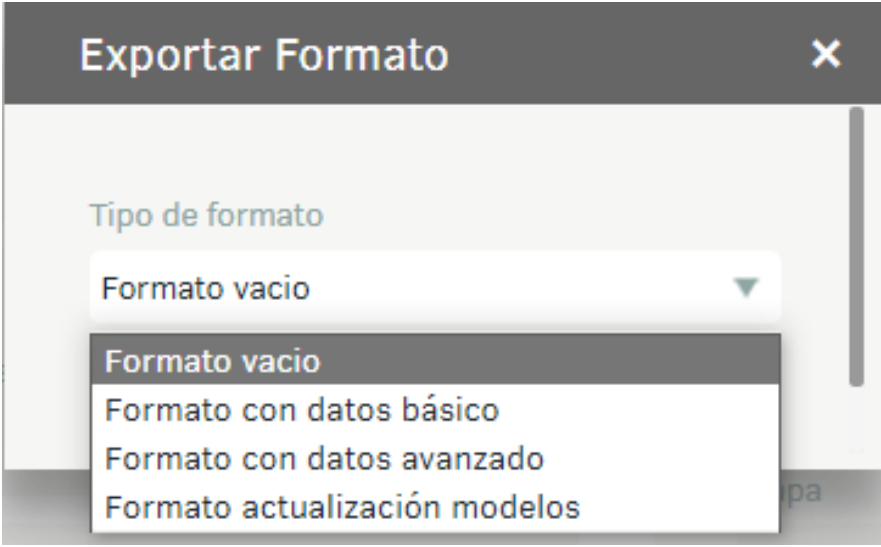 Exportar Formato ×
Tipo de formato
Formato vacio
Formato vacio
Formato con datos básico
Formato con datos avanzado
Formato actualización modelos